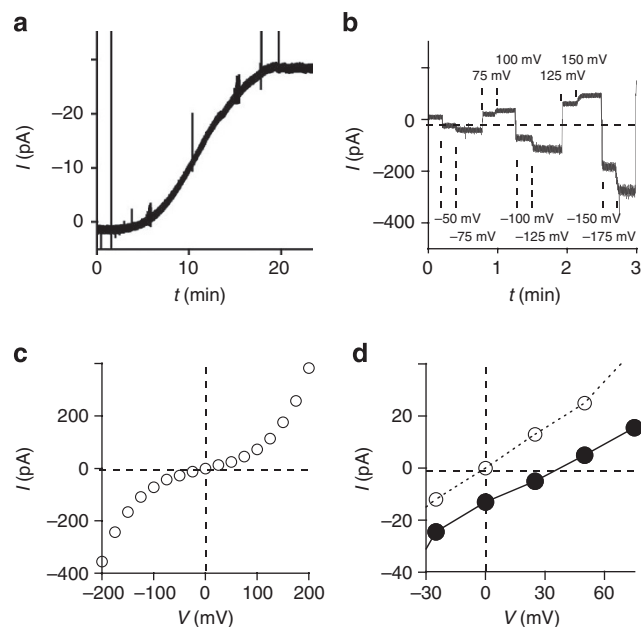 a
I (pA)
−20
−10
0
0 10 20
t (min)
b
I (pA)
100 mV 150 mV
75 mV 125 mV
0
−200
−400
−50 mV −100 mV −150 mV
−75 mV −125 mV −175 mV
0 1 2 3
t (min)
c
I (pA)
200
0
−200
−400
−200 −100 0 100 200
V (mV)
d
I (pA)
40
20
0
−20
−40
−30 0 30 60
V (mV)